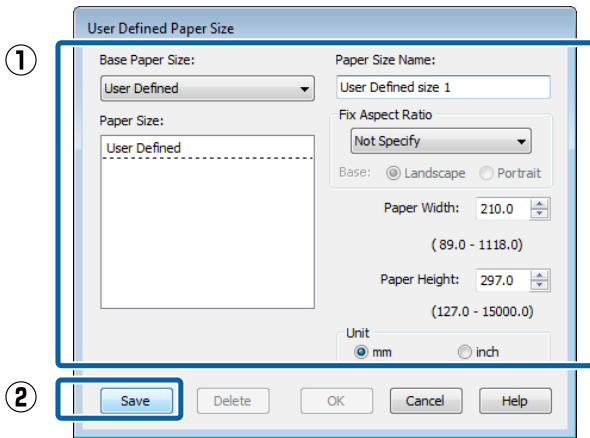 User Defined Paper Size
①
Base Paper Size:
User Defined
Paper Size:
User Defined
Paper Size Name:
User Defined size 1
Fix Aspect Ratio
Not Specify
Base: Landscape Portrait
Paper Width: 210.0
( 89.0 - 1118.0)
Paper Height: 297.0
(127.0 - 15000.0)
Unit
mm inch
②
Save Delete OK Cancel Help